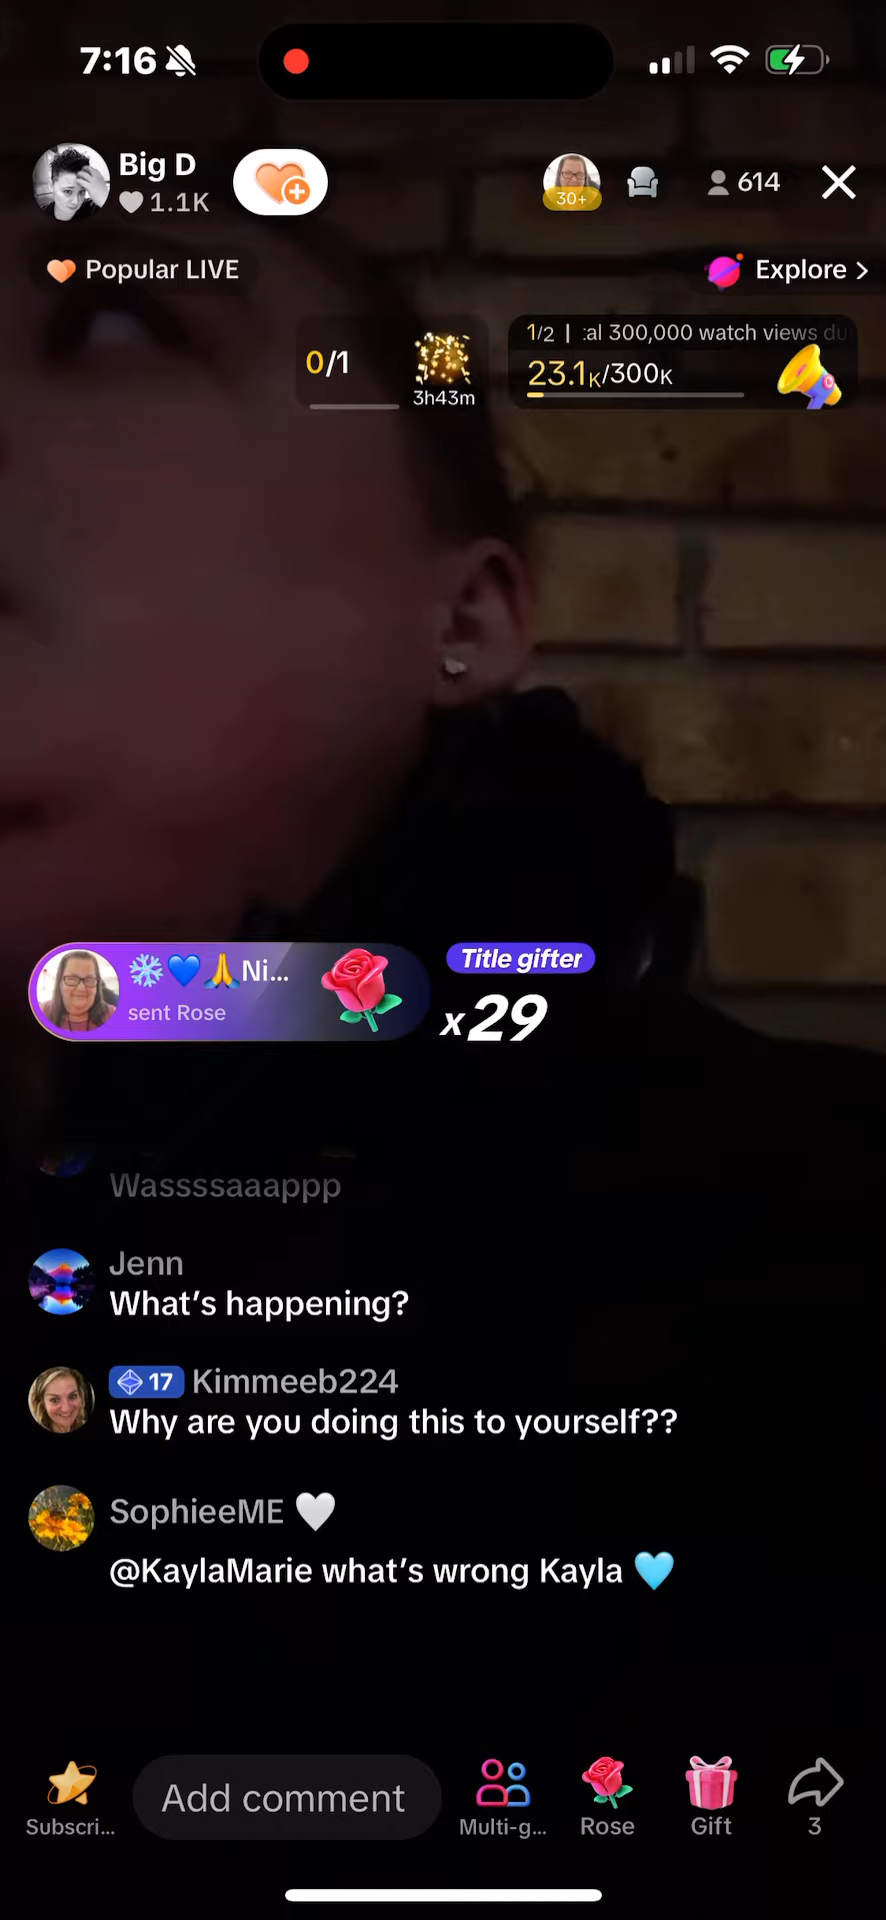 7:16
Big D
1.1K
30+
614
Popular LIVE
Explore >
0/1
3h43m
1/2 | :al 300,000 watch views du
23.1K/300K
❄️💙🙏Ni...
sent Rose
Title gifter
x29
Wassssaaappp
Jenn
What's happening?
17 Kimmeeb224
Why are you doing this to yourself??
SophieeME 🤍
@KaylaMarie what's wrong Kayla 🩵
Subscri...
Add comment
Multi-g...
Rose
Gift
3